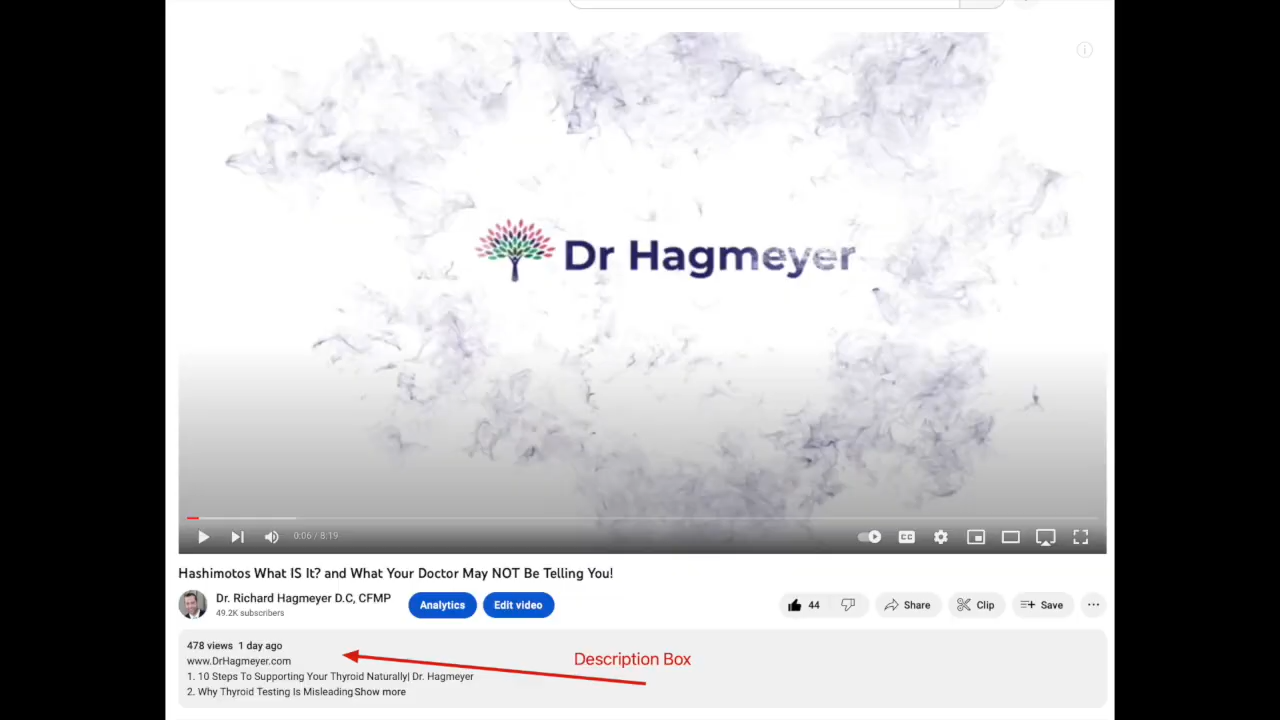 Dr Hagmeyer
CC
0:06 / 8:19
Hashimotos What IS It? and What Your Doctor May NOT Be Telling You!
Dr. Richard Hagmeyer D.C, CFMP
49.2K subscribers
Analytics
Edit video
44
Share
Clip
Save
478 views 1 day ago
www.DrHagmeyer.com
Description Box
1. 10 Steps To Supporting Your Thyroid Naturally| Dr. Hagmeyer
2. Why Thyroid Testing Is Misleading Show more